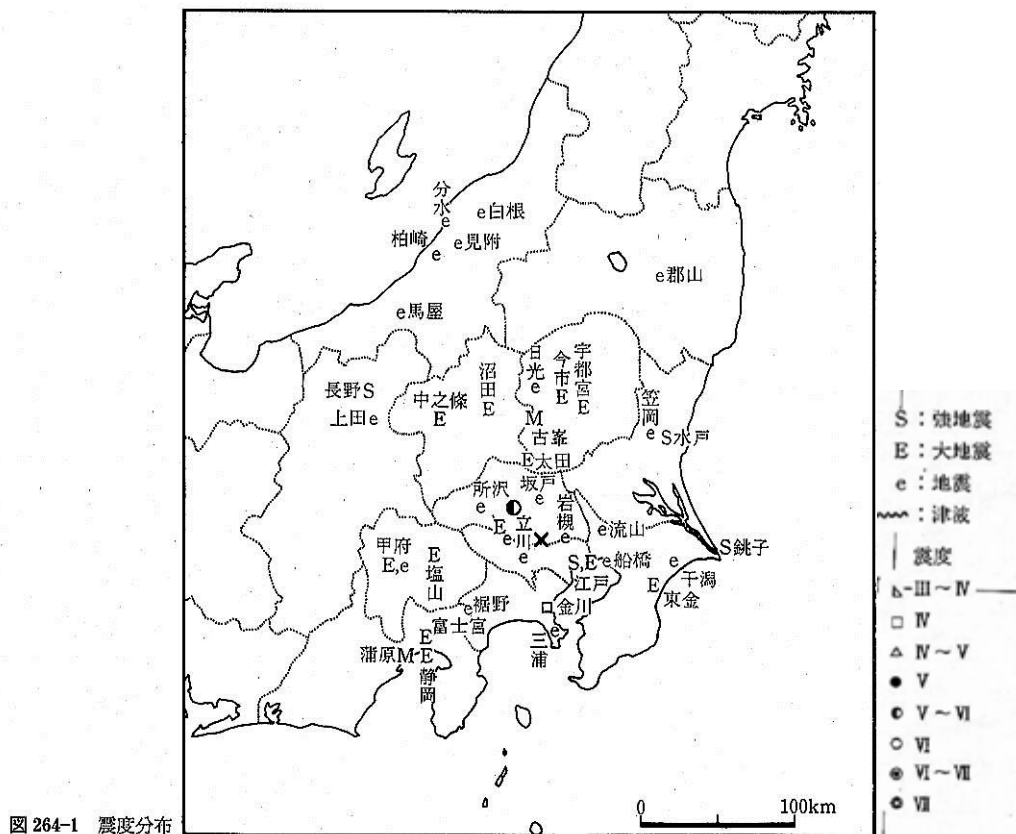 分水
e
e白根
柏崎
e
e見附
e郡山
e馬屋
長野S
上田e
中之條
E
沼田
E
日光
e
今市
E
宇都宮
E
M
古峯
笠岡
e
S水戸
E太田
坂戸
e
所沢
e
岩槻
e
E
e
立川
e
e流山
S銚子
甲府
E,e
E
塩山
S,E
江戸
e船橋
e
干潟
E
東金
e裾野
金川
e
三浦
富士宮
E
蒲原M
E
静岡
0 100km
図264-1 震度分布
S:強地震
E:大地震
e:地震
:津波
震度
III~IV
IV
IV~V
V
V~VI
VI
VI~VII
VII